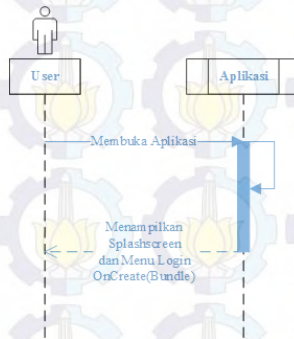 User
Aplikasi
Membuka Aplikasi
Menampilkan
Splashscreen
dan Menu Login
OnCreate(Bundle)